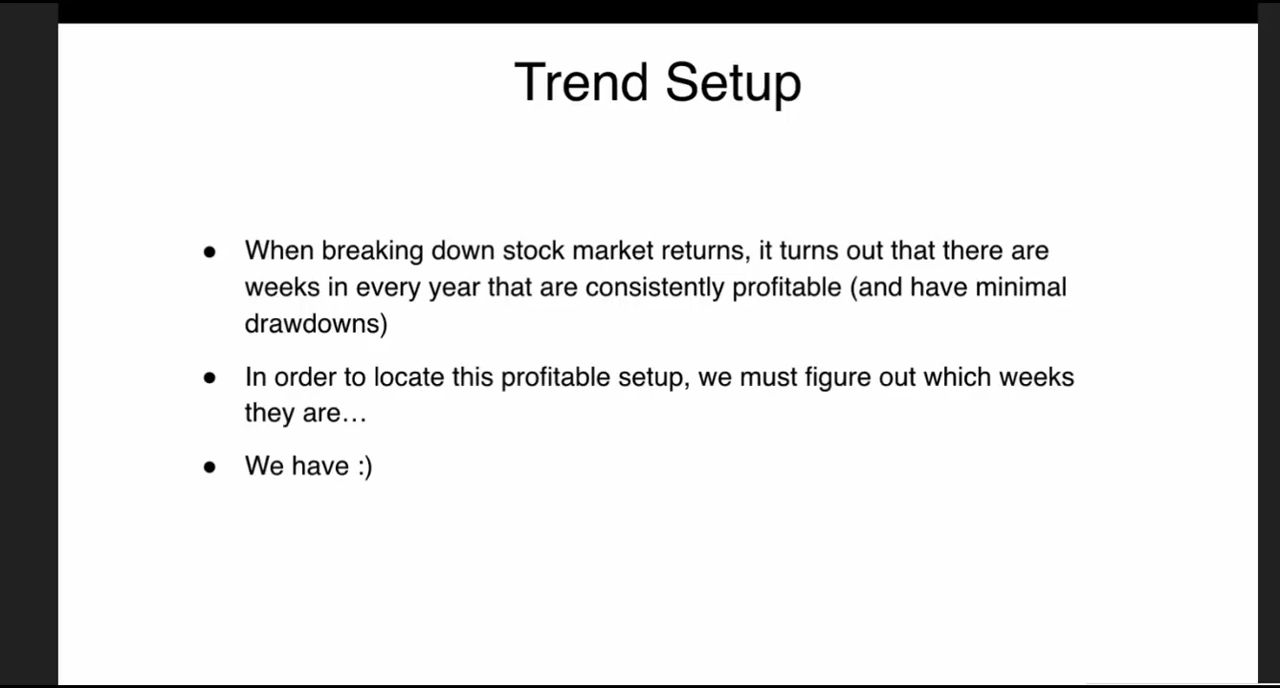 Trend Setup
● When breaking down stock market returns, it turns out that there are
weeks in every year that are consistently profitable (and have minimal
drawdowns)
● In order to locate this profitable setup, we must figure out which weeks
they are…
● We have :)